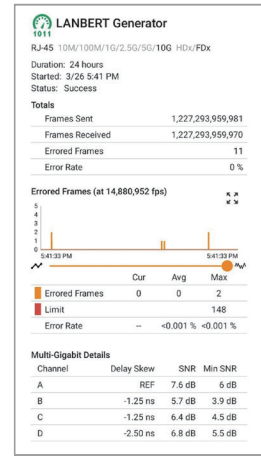 LANBERT Generator
1011
RJ-45 10M/100M/1G/2.5G/5G/10G HDx/FDx
Duration: 24 hours
Started: 3/26 5:41 PM
Status: Success
Totals
Frames Sent 1,227,293,959,981
Frames Received 1,227,293,959,970
Errored Frames 11
Error Rate 0 %
Errored Frames (at 14,880,952 fps)
5
4
3
2
1
0
5:41:33 PM 5:41:33 PM
Cur Avg Max
Errored Frames 0 0 2
Limit 148
Error Rate -- <0.001 % <0.001 %
Multi-Gigabit Details
Channel Delay Skew SNR Min SNR
A REF 7.6 dB 6 dB
B -1.25 ns 5.7 dB 3.9 dB
C -1.25 ns 6.4 dB 4.5 dB
D -2.50 ns 6.8 dB 5.5 dB